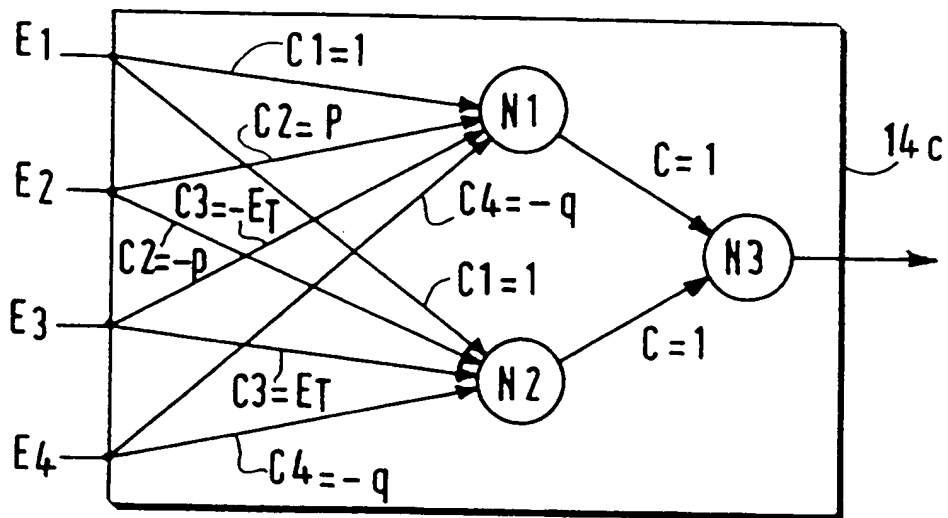 E1
C1=1
N1
14c
C2=P
C=1
E2
C3=-ET
C4=-q
C2=-p
N3
C1=1
E3
C=1
C3=ET
N2
E4
C4=-q